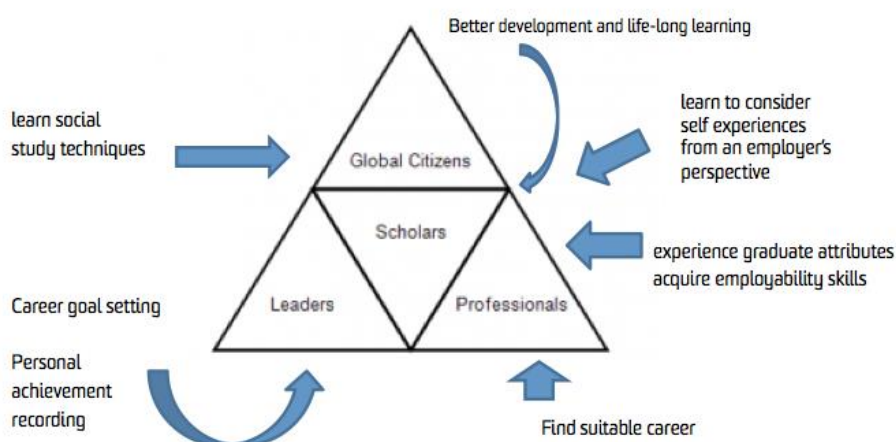 Better development and life-long learning
learn social
study techniques
learn to consider
self experiences
from an employer's
perspective
Global Citizens
Scholars
experience graduate attributes
acquire employability skills
Career goal setting
Leaders
Professionals
Personal
achievement
recording
Find suitable career